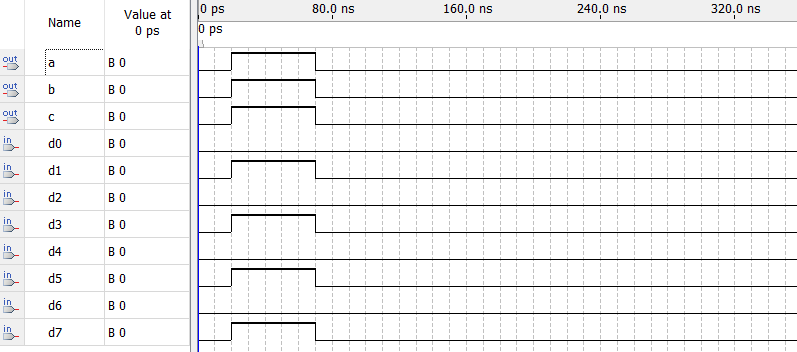 Name Value at 0 ps
0 ps 80.0 ns 160.0 ns 240.0 ns 320.0 ns
0 ps
out a B 0
out b B 0
out c B 0
in d0 B 0
in d1 B 0
in d2 B 0
in d3 B 0
in d4 B 0
in d5 B 0
in d6 B 0
in d7 B 0